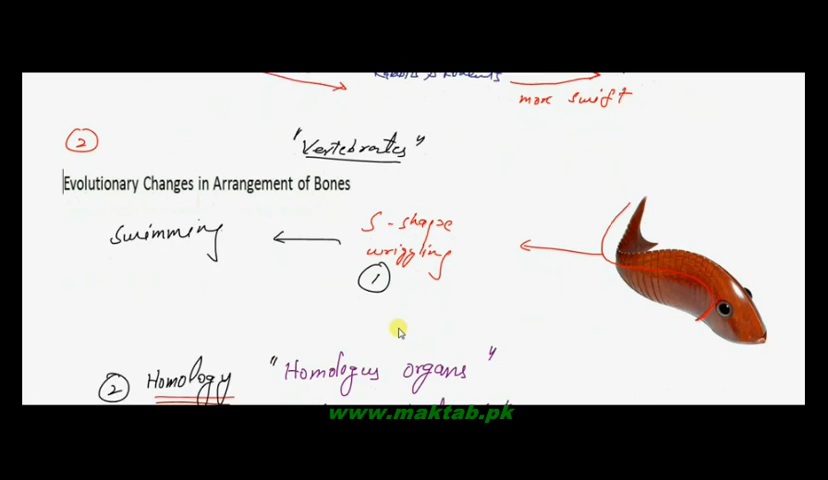 more swift
②
"Vertebrates"
Evolutionary Changes in Arrangement of Bones
Swimming
S-shape
wriggling
①
② Homology "Homologus organs"
www.maktab.pk